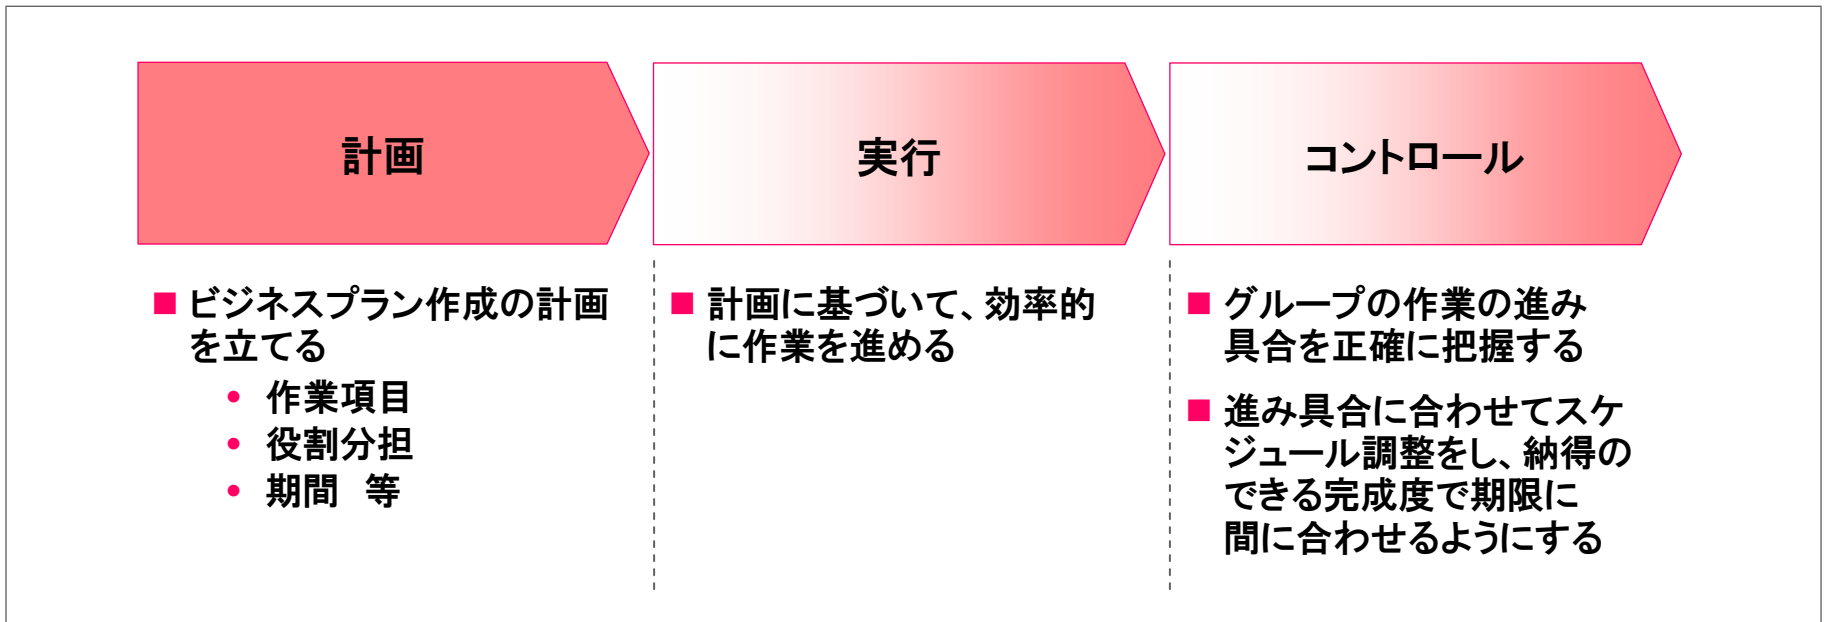 計画
実行
コントロール
■ ビジネスプラン作成の計画
を立てる
• 作業項目
• 役割分担
• 期間　等
■ 計画に基づいて、効率的
に作業を進める
■ グループの作業の進み
具合を正確に把握する
■ 進み具合に合わせてスケ
ジュール調整をし、納得の
できる完成度で期限に
間に合わせるようにする